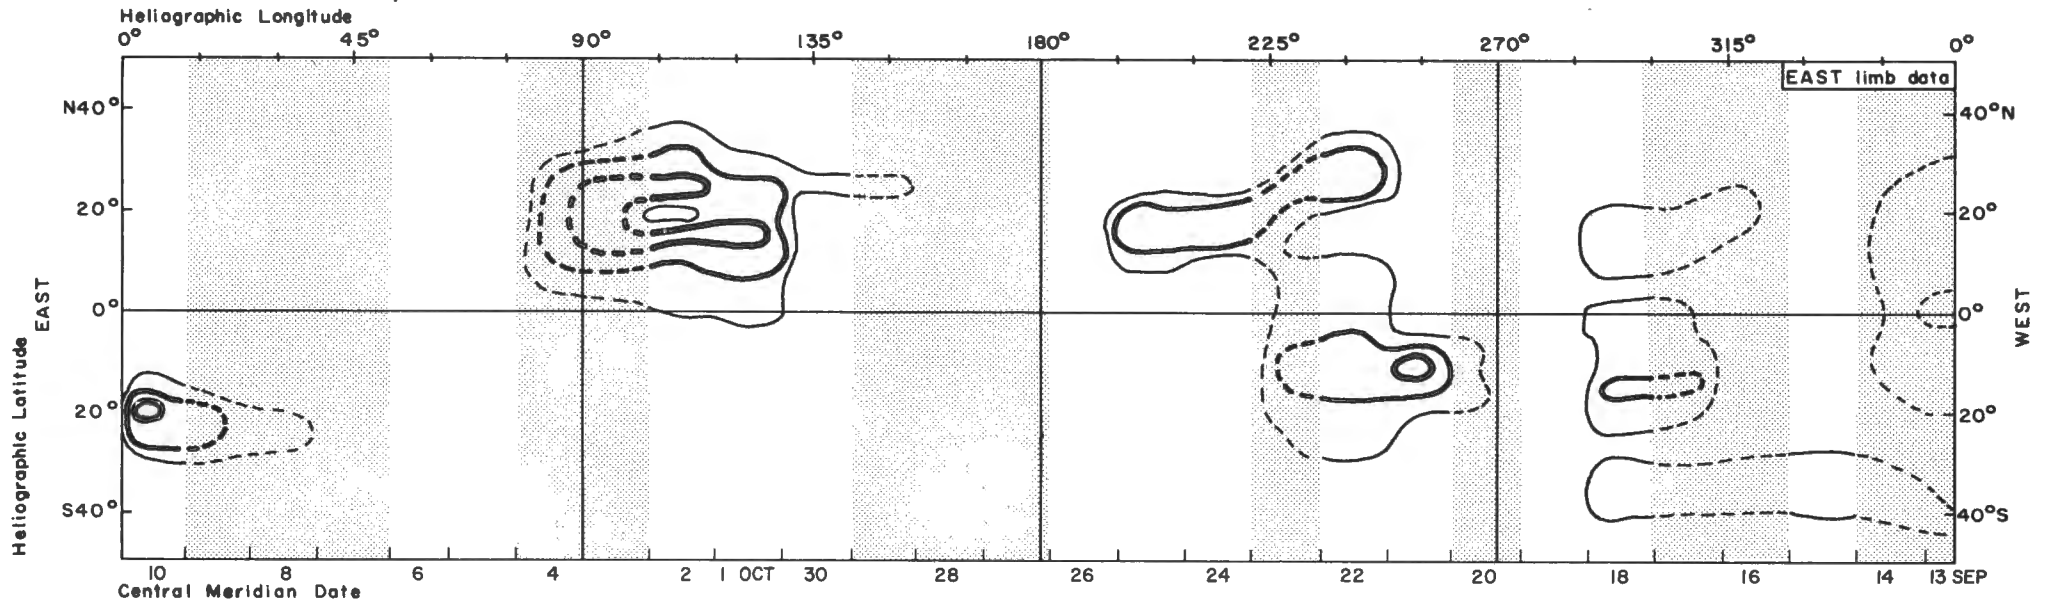 Heliographic Longitude
0° 45° 90° 135° 180° 225° 270° 315° 0°
EAST limb data
N40° 40°N
20° 20°
0° 0°
20° 20°
S40° 40°S
Heliographic Latitude
EAST
WEST
10 8 6 4 2 1 OCT 30 28 26 24 22 20 18 16 14 13 SEP
Central Meridian Date